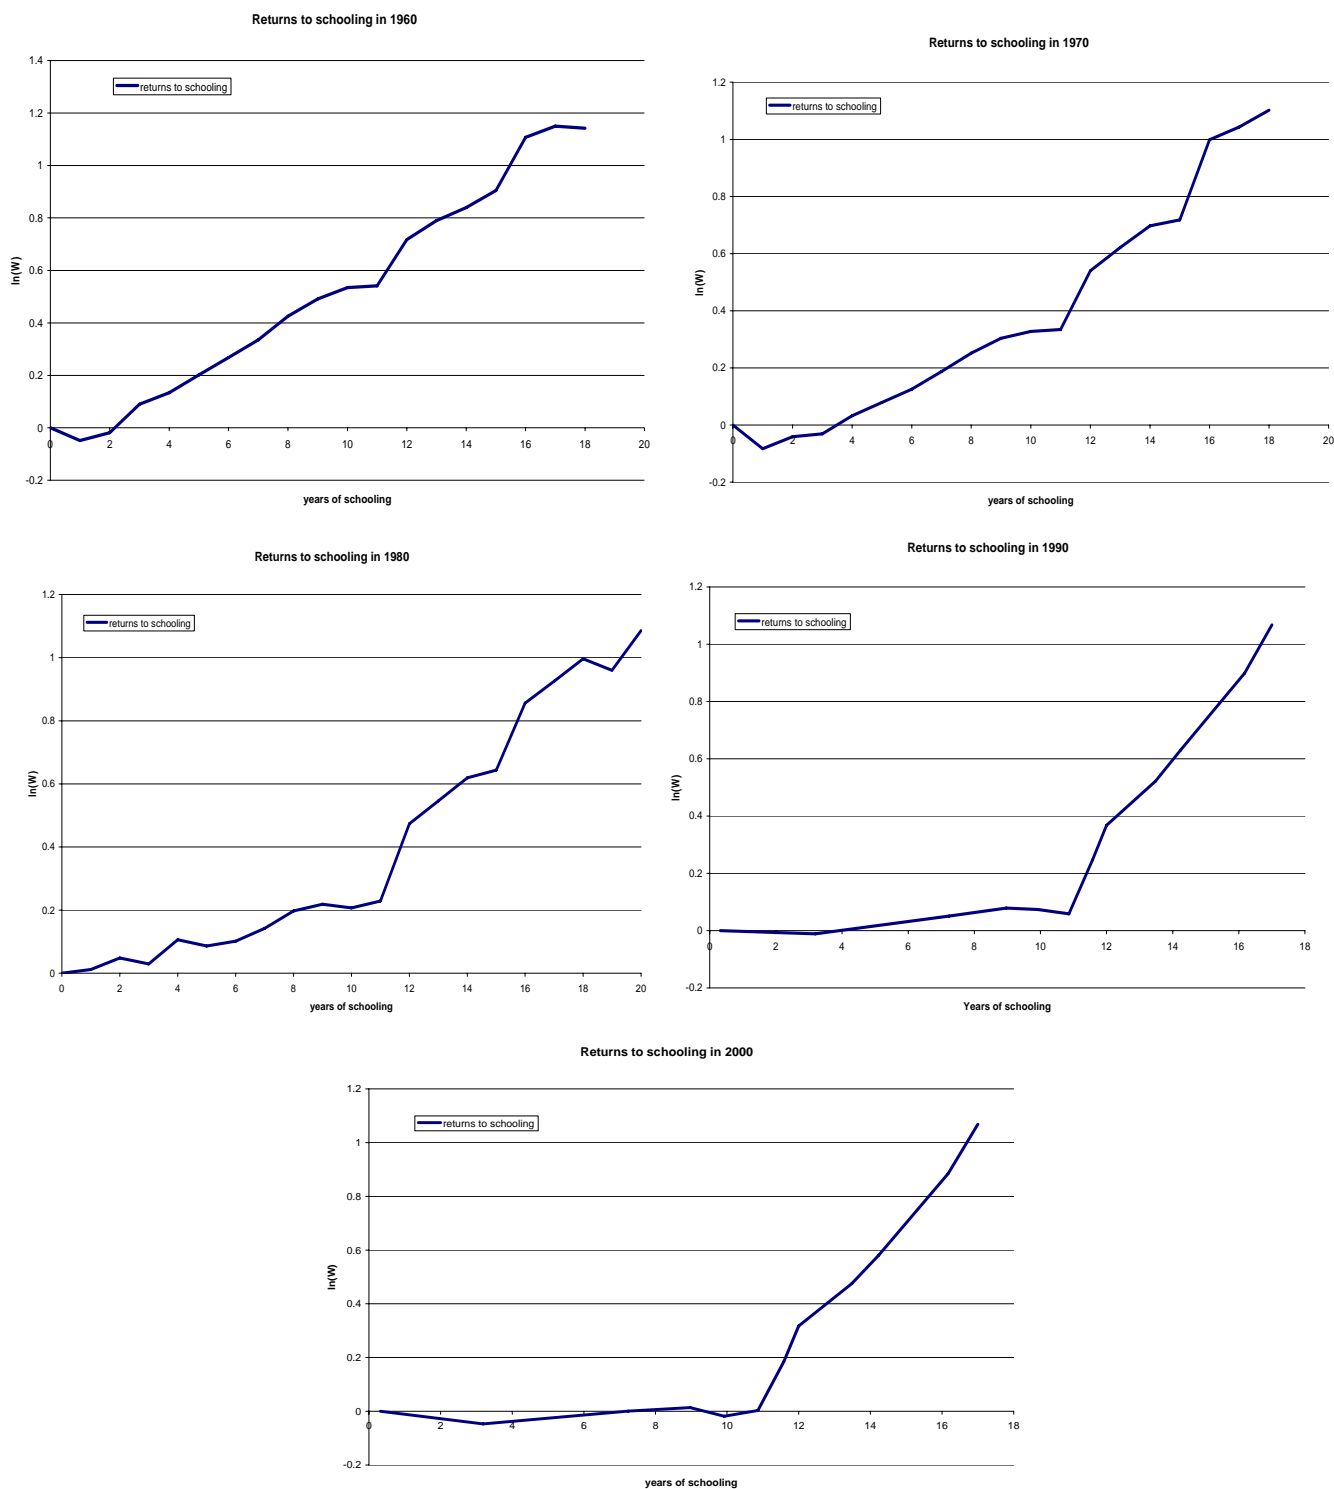 Returns to schooling in 1960
1.4
returns to schooling
1.2
1
0.8
0.6
ln(W)
0.4
0.2
0
0 2 4 6 8 10 12 14 16 18 20
-0.2
years of schooling
Returns to schooling in 1970
1.2
returns to schooling
1
0.8
0.6
ln(W)
0.4
0.2
0
0 2 4 6 8 10 12 14 16 18 20
-0.2
years of schooling
Returns to schooling in 1980
1.2
returns to schooling
1
0.8
0.6
ln(W)
0.4
0.2
0
0 2 4 6 8 10 12 14 16 18 20
years of schooling
Returns to schooling in 1990
1.2
returns to schooling
1
0.8
0.6
ln(W)
0.4
0.2
0
0 2 4 6 8 10 12 14 16 18
-0.2
Years of schooling
Returns to schooling in 2000
1.2
returns to schooling
1
0.8
0.6
ln(W)
0.4
0.2
0
0 2 4 6 8 10 12 14 16 18
-0.2
years of schooling